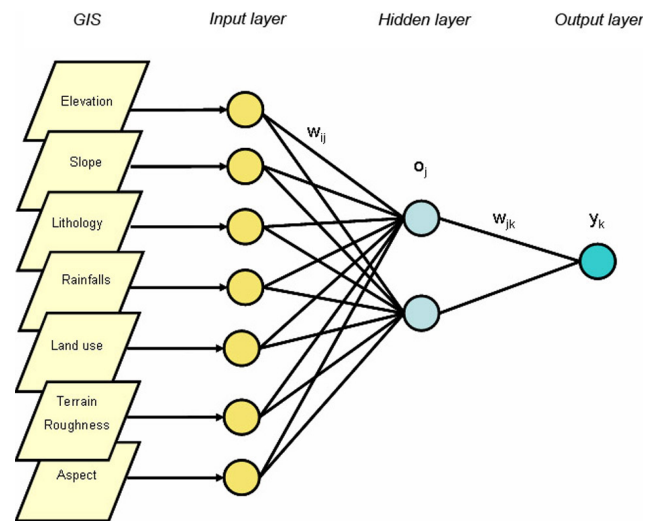 GIS
Input layer
Hidden layer
Output layer
Elevation
Slope
Lithology
Rainfalls
Land use
Terrain
Roughness
Aspect
wij
oj
wjk
yk